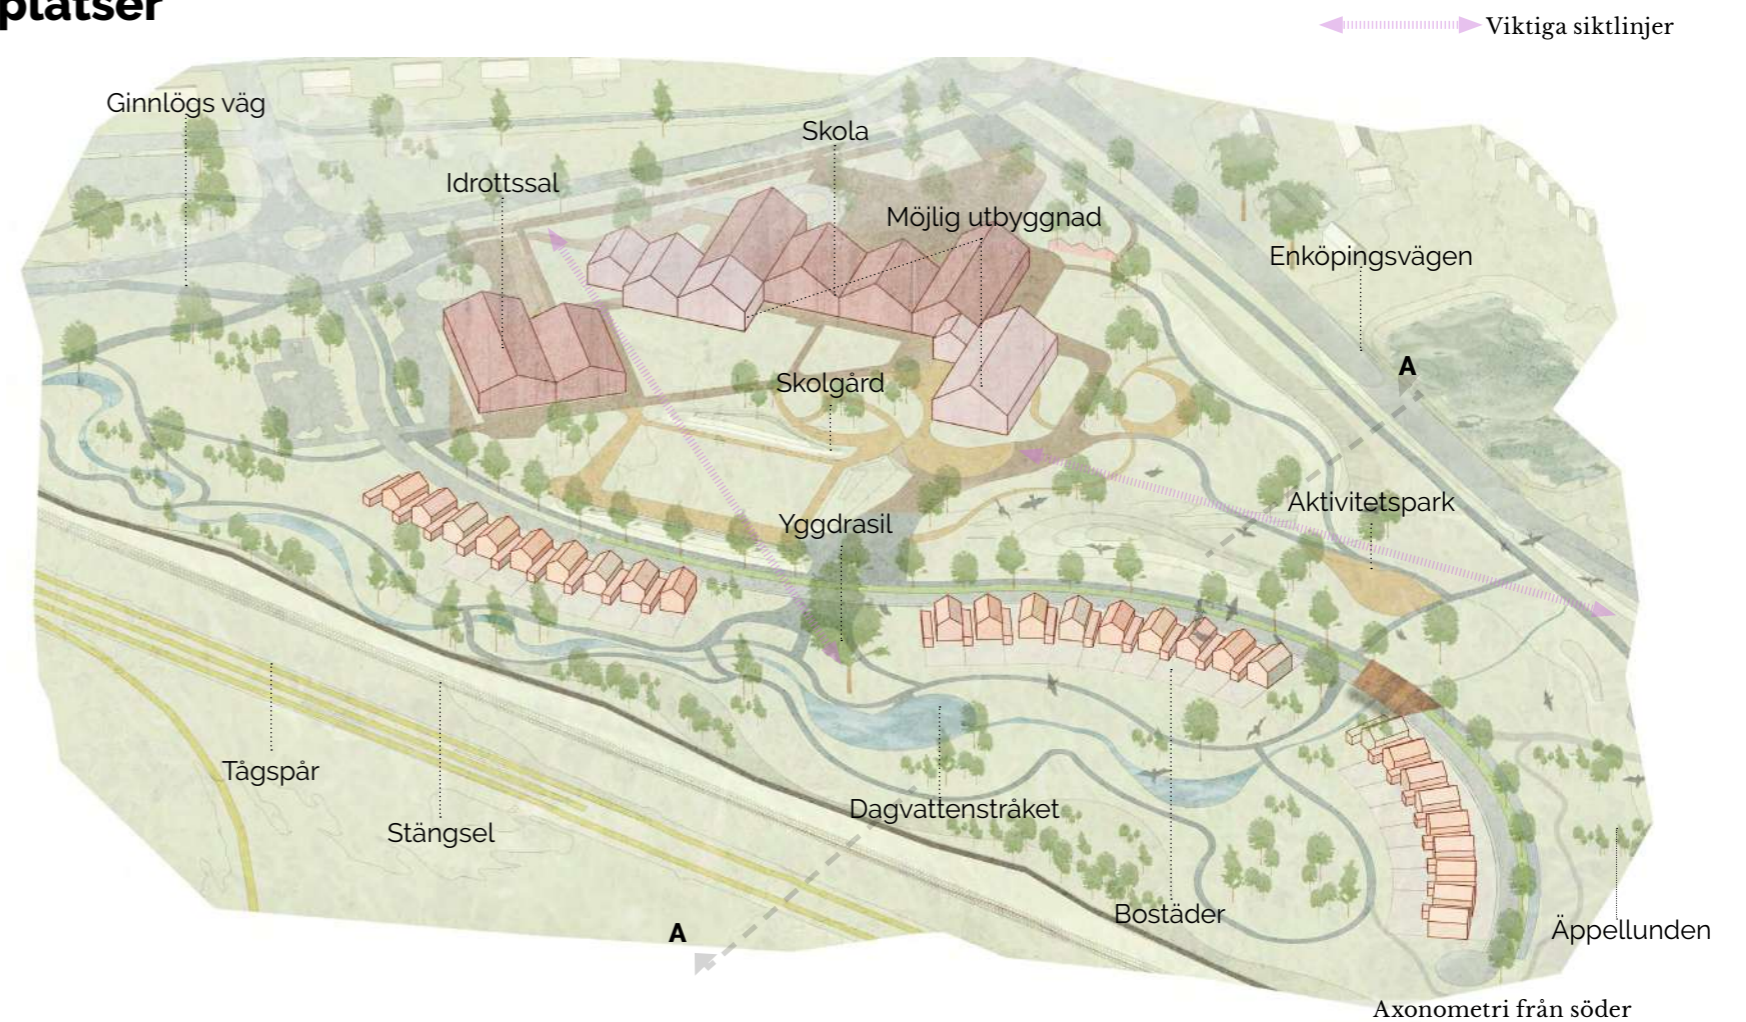 platser
Viktiga siktlinjer
Ginnlögs väg
Skola
Idrottssal
Möjlig utbyggnad
Enköpingsvägen
A
Skolgård
Aktivitetspark
Yggdrasil
Tågspår
Dagvattenstråket
Stängsel
Bostäder
Äppellunden
A
Axonometri från söder